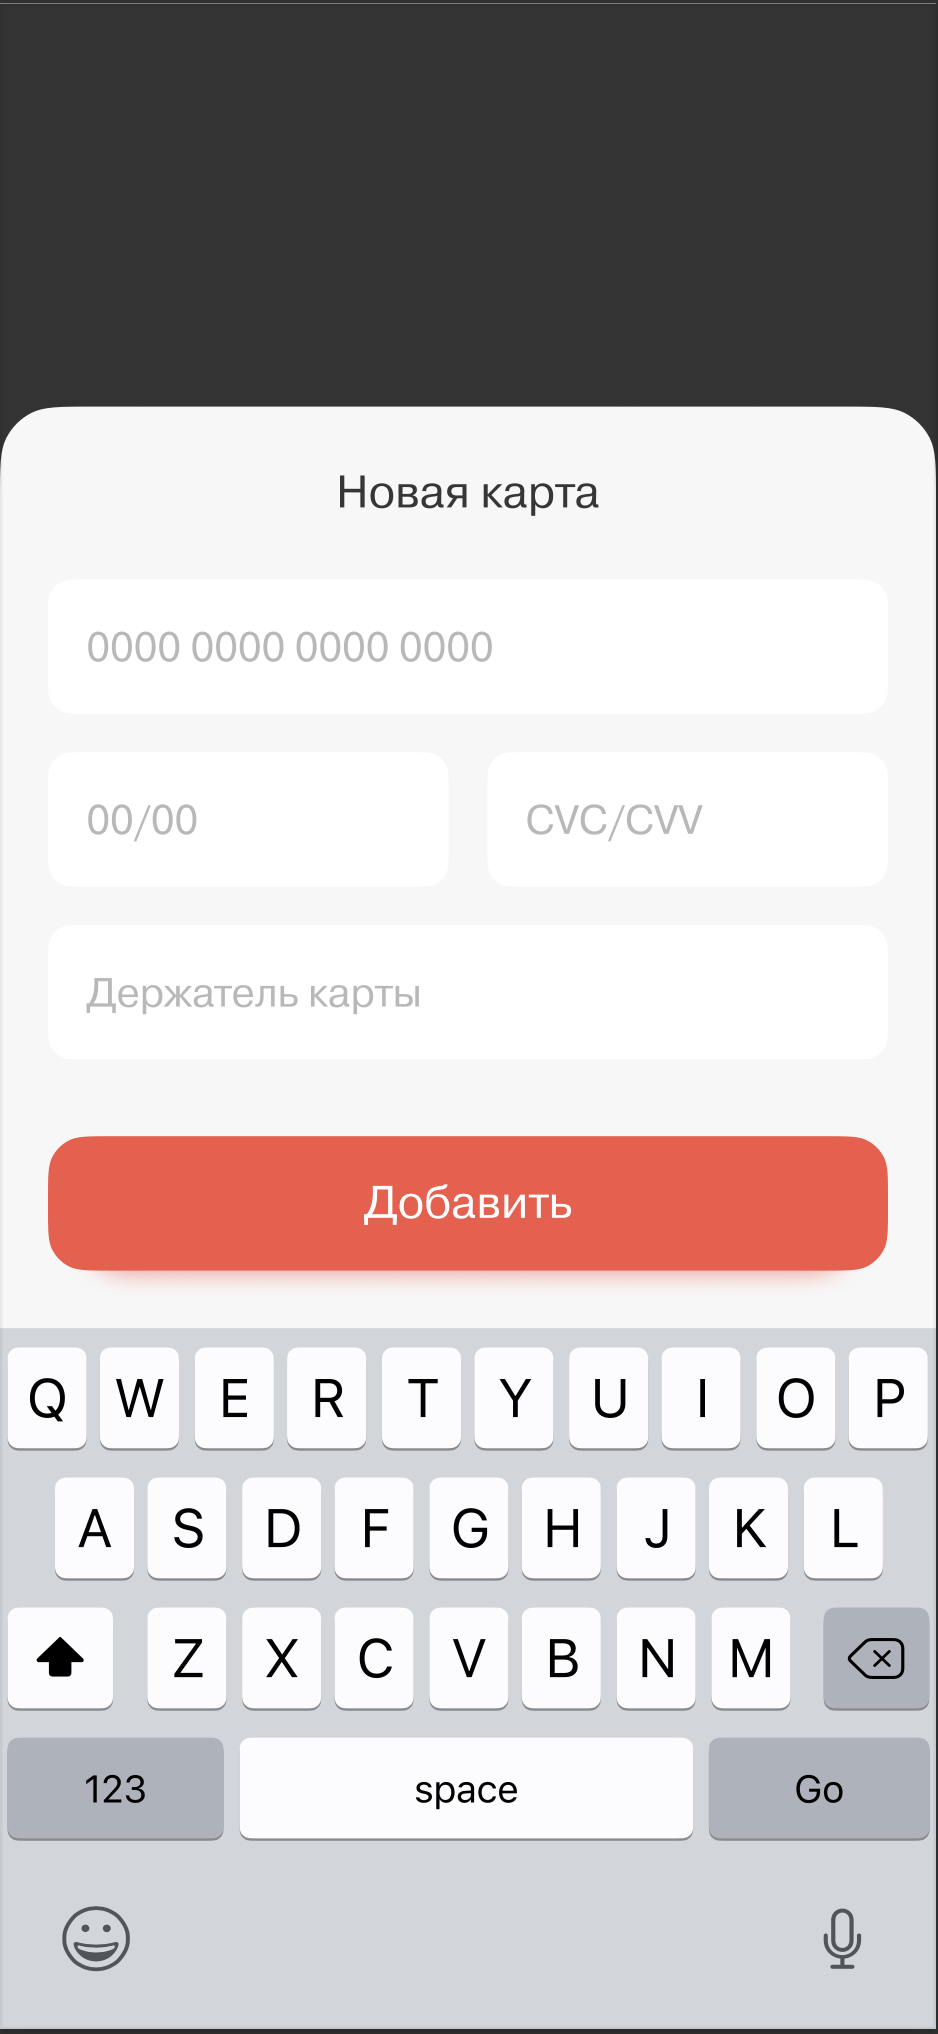 Новая карта
0000 0000 0000 0000
00/00 CVC/CVV
Держатель карты
Добавить
Q W E R T Y U I O P
A S D F G H J K L
Z X C V B N M
123 space Go